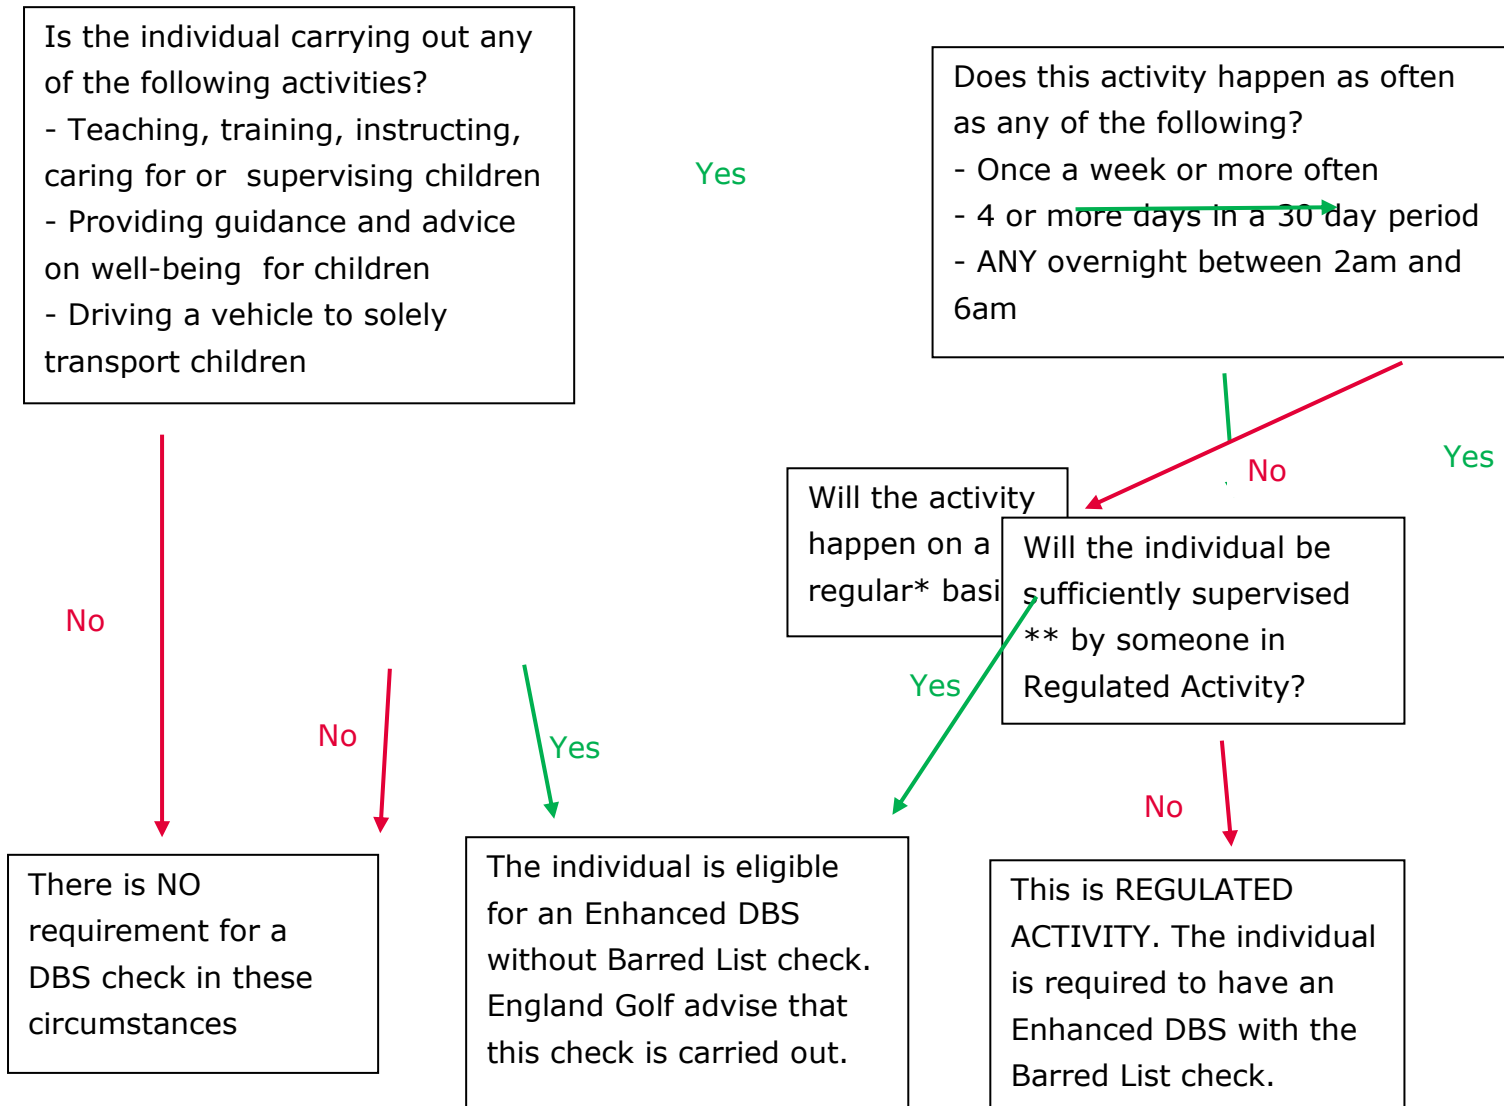 Is the individual carrying out any
of the following activities?
- Teaching, training, instructing,
caring for or  supervising children
- Providing guidance and advice
on well-being  for children
- Driving a vehicle to solely
transport children
Yes
Does this activity happen as often
as any of the following?
- Once a week or more often
- 4 or more days in a 30 day period
- ANY overnight between 2am and
6am
No
Yes
Will the activity
happen on a
regular* basi
Will the individual be
sufficiently supervised
** by someone in
Regulated Activity?
No
Yes
No
Yes
No
There is NO
requirement for a
DBS check in these
circumstances
The individual is eligible
for an Enhanced DBS
without Barred List check.
England Golf advise that
this check is carried out.
This is REGULATED
ACTIVITY. The individual
is required to have an
Enhanced DBS with the
Barred List check.